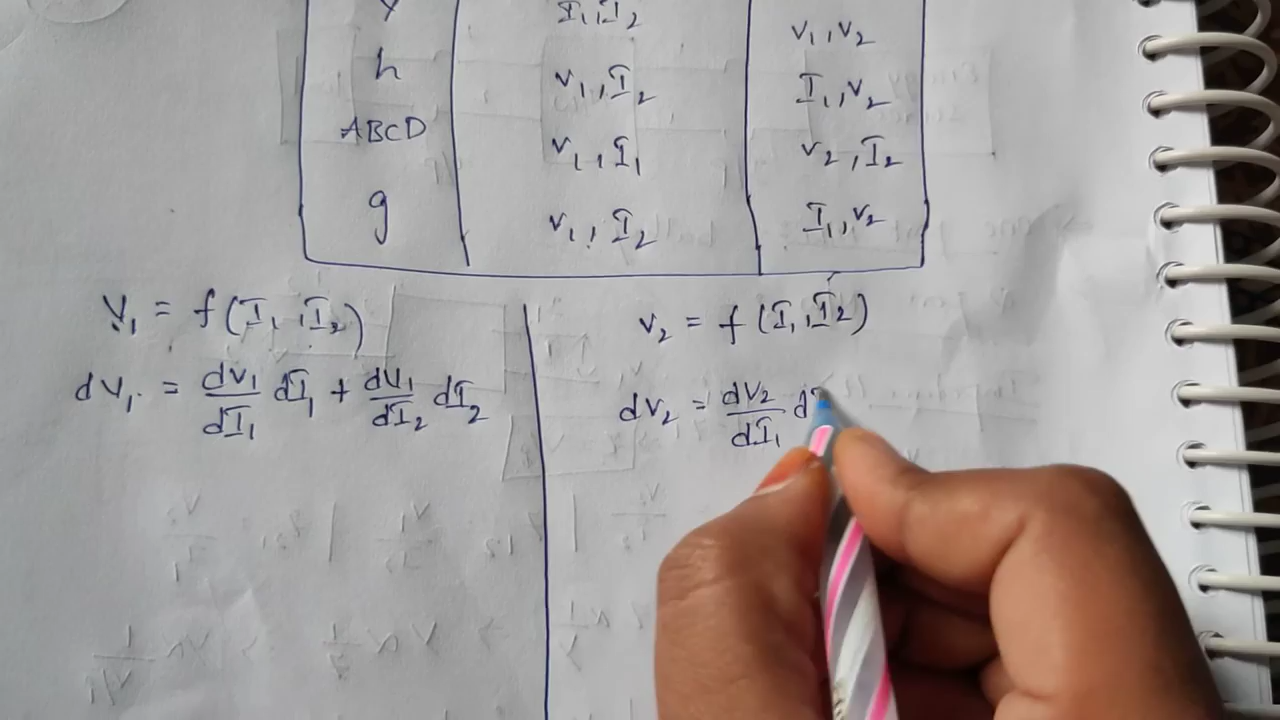 Y I₁,I₂ V₁,V₂
h V₁,I₂ I₁,V₂
ABCD V₁,I₁ V₂,I₂
g V₁,I₂ I₁,V₂
V₁ = f(I₁,I₂)
dV₁ = dV₁/dI₁ dI₁ + dV₁/dI₂ dI₂
V₂ = f(I₁,I₂)
dV₂ = dV₂/dI₁ dI